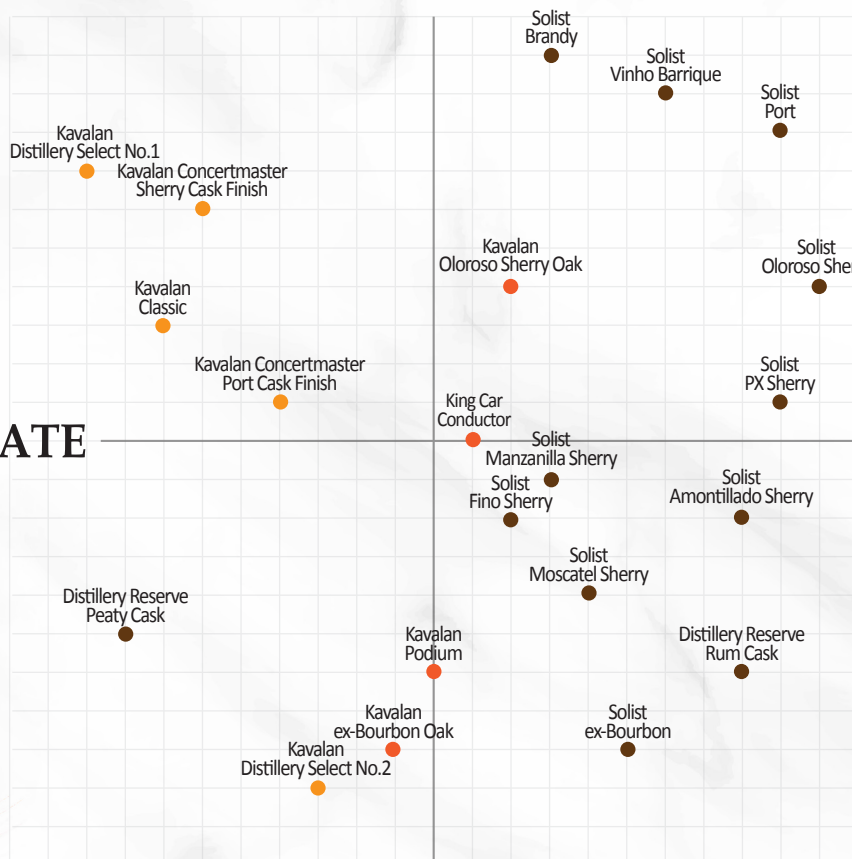 Solist
Brandy
Solist
Vinho Barrique
Solist
Port
Kavalan
Distillery Select No.1
Kavalan Concertmaster
Sherry Cask Finish
Kavalan
Oloroso Sherry Oak
Solist
Oloroso She
Kavalan
Classic
Kavalan Concertmaster
Port Cask Finish
Solist
PX Sherry
King Car
Conductor
ATE
Solist
Manzanilla Sherry
Solist
Fino Sherry
Solist
Amontillado Sherry
Solist
Moscatel Sherry
Distillery Reserve
Peaty Cask
Kavalan
Podium
Distillery Reserve
Rum Cask
Kavalan
ex-Bourbon Oak
Solist
ex-Bourbon
Kavalan
Distillery Select No.2